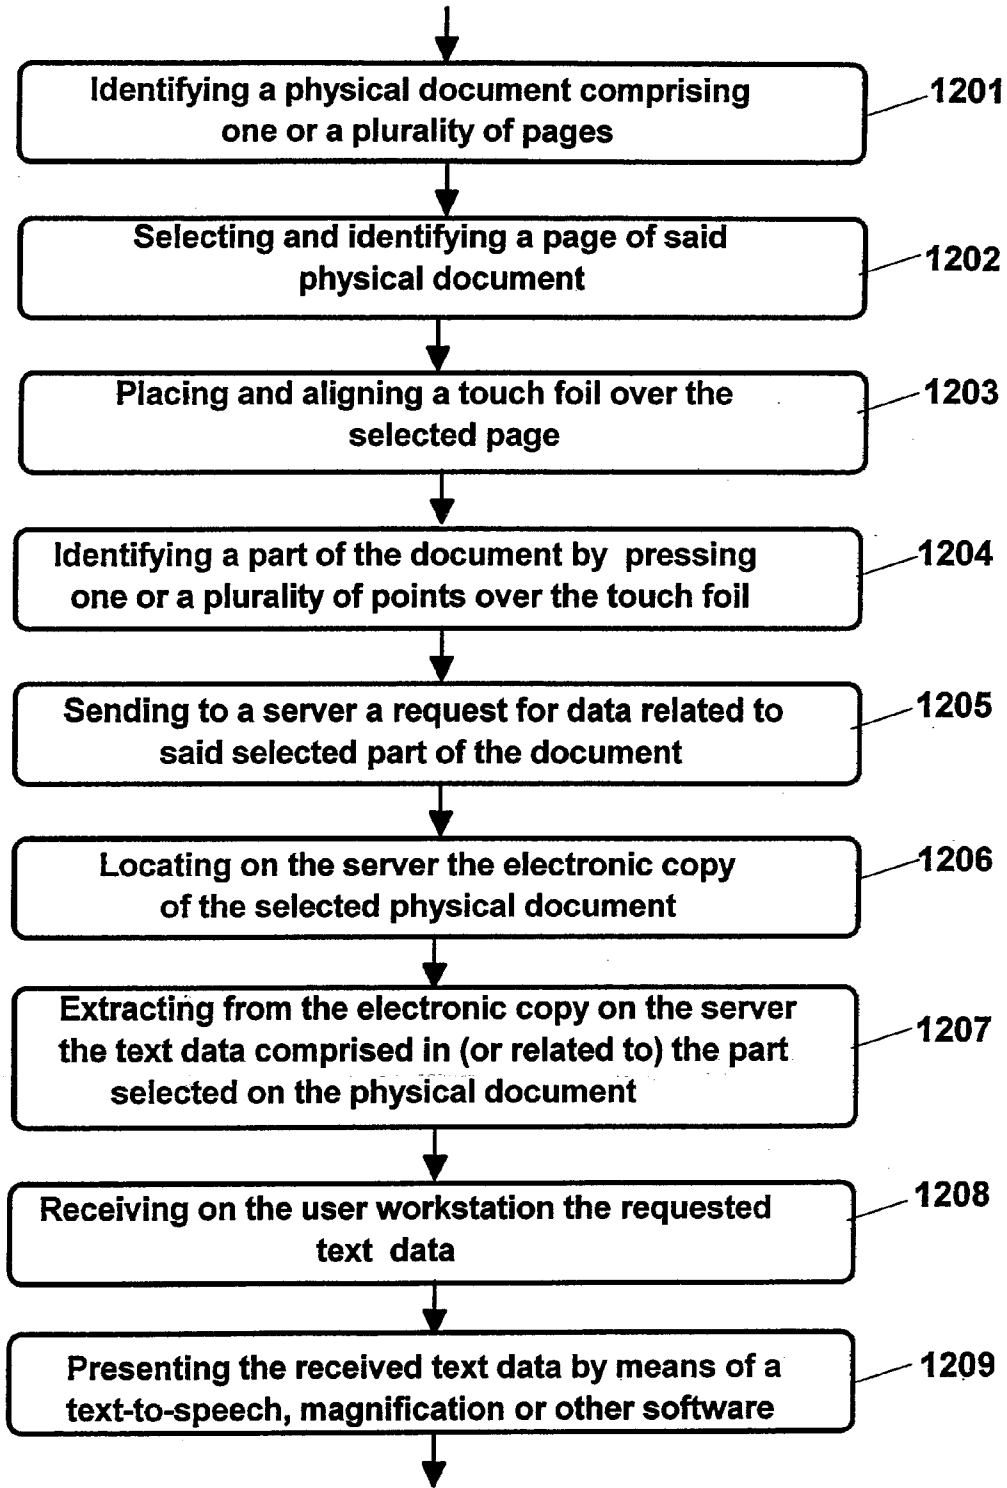 Identifying a physical document comprising
one or a plurality of pages
1201
Selecting and identifying a page of said
physical document
1202
Placing and aligning a touch foil over the
selected page
1203
Identifying a part of the document by pressing
one or a plurality of points over the touch foil
1204
Sending to a server a request for data related to
said selected part of the document
1205
Locating on the server the electronic copy
of the selected physical document
1206
Extracting from the electronic copy on the server
the text data comprised in (or related to) the part
selected on the physical document
1207
Receiving on the user workstation the requested
text data
1208
Presenting the received text data by means of a
text-to-speech, magnification or other software
1209